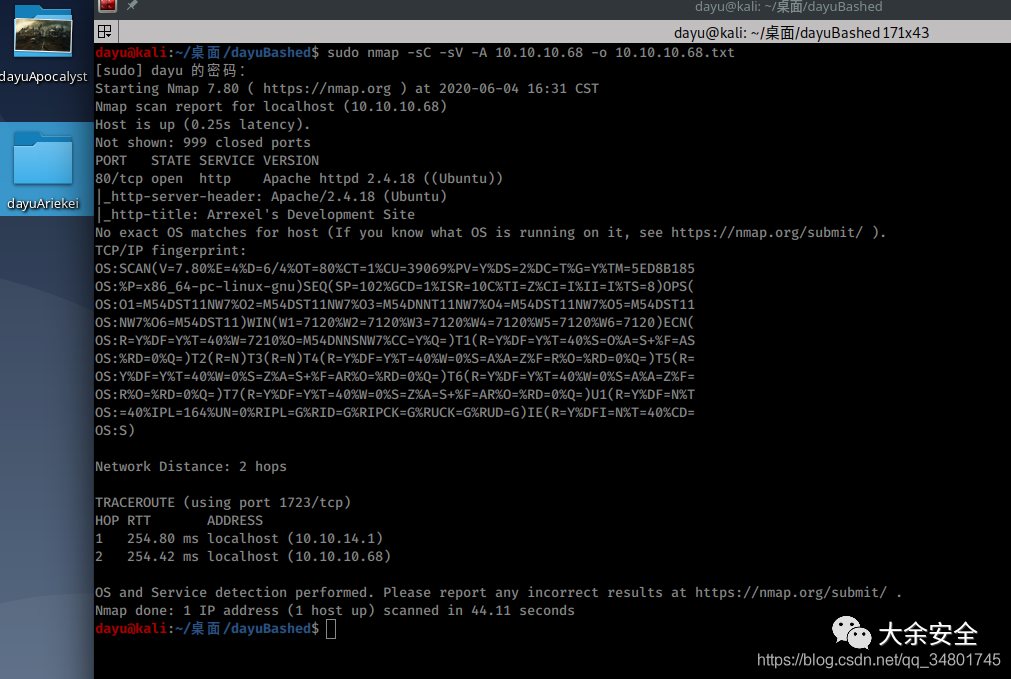 dayu@kali: ~/桌面/dayuBashed
dayu@kali: ~/桌面/dayuBashed 171x43
dayuApocalyst
dayuAriekei
dayu@kali:~/桌面/dayuBashed$ sudo nmap -sC -sV -A 10.10.10.68 -o 10.10.10.68.txt
[sudo] dayu 的密码：
Starting Nmap 7.80 ( https://nmap.org ) at 2020-06-04 16:31 CST
Nmap scan report for localhost (10.10.10.68)
Host is up (0.25s latency).
Not shown: 999 closed ports
PORT   STATE SERVICE VERSION
80/tcp open  http    Apache httpd 2.4.18 ((Ubuntu))
|_http-server-header: Apache/2.4.18 (Ubuntu)
|_http-title: Arrexel's Development Site
No exact OS matches for host (If you know what OS is running on it, see https://nmap.org/submit/ ).
TCP/IP fingerprint:
OS:SCAN(V=7.80%E=4%D=6/4%OT=80%CT=1%CU=39069%PV=Y%DS=2%DC=T%G=Y%TM=5ED8B185
OS:%P=x86_64-pc-linux-gnu)SEQ(SP=102%GCD=1%ISR=10C%TI=Z%CI=I%II=I%TS=8)OPS(
OS:O1=M54DST11NW7%O2=M54DST11NW7%O3=M54DNNT11NW7%O4=M54DST11NW7%O5=M54DST11
OS:NW7%O6=M54DST11)WIN(W1=7120%W2=7120%W3=7120%W4=7120%W5=7120%W6=7120)ECN(
OS:R=Y%DF=Y%T=40%W=7210%O=M54DNNSNW7%CC=Y%Q=)T1(R=Y%DF=Y%T=40%S=O%A=S+%F=AS
OS:%RD=0%Q=)T2(R=N)T3(R=N)T4(R=Y%DF=Y%T=40%W=0%S=A%A=Z%F=R%O=%RD=0%Q=)T5(R=
OS:Y%DF=Y%T=40%W=0%S=Z%A=S+%F=AR%O=%RD=0%Q=)T6(R=Y%DF=Y%T=40%W=0%S=A%A=Z%F=
OS:R%O=%RD=0%Q=)T7(R=Y%DF=Y%T=40%W=0%S=Z%A=S+%F=AR%O=%RD=0%Q=)U1(R=Y%DF=N%T
OS:=40%IPL=164%UN=0%RIPL=G%RID=G%RIPCK=G%RUCK=G%RUD=G)IE(R=Y%DFI=N%T=40%CD=
OS:S)
Network Distance: 2 hops
TRACEROUTE (using port 1723/tcp)
HOP RTT       ADDRESS
1   254.80 ms localhost (10.10.14.1)
2   254.42 ms localhost (10.10.10.68)
OS and Service detection performed. Please report any incorrect results at https://nmap.org/submit/ .
Nmap done: 1 IP address (1 host up) scanned in 44.11 seconds
dayu@kali:~/桌面/dayuBashed$
大余安全
https://blog.csdn.net/qq_34801745